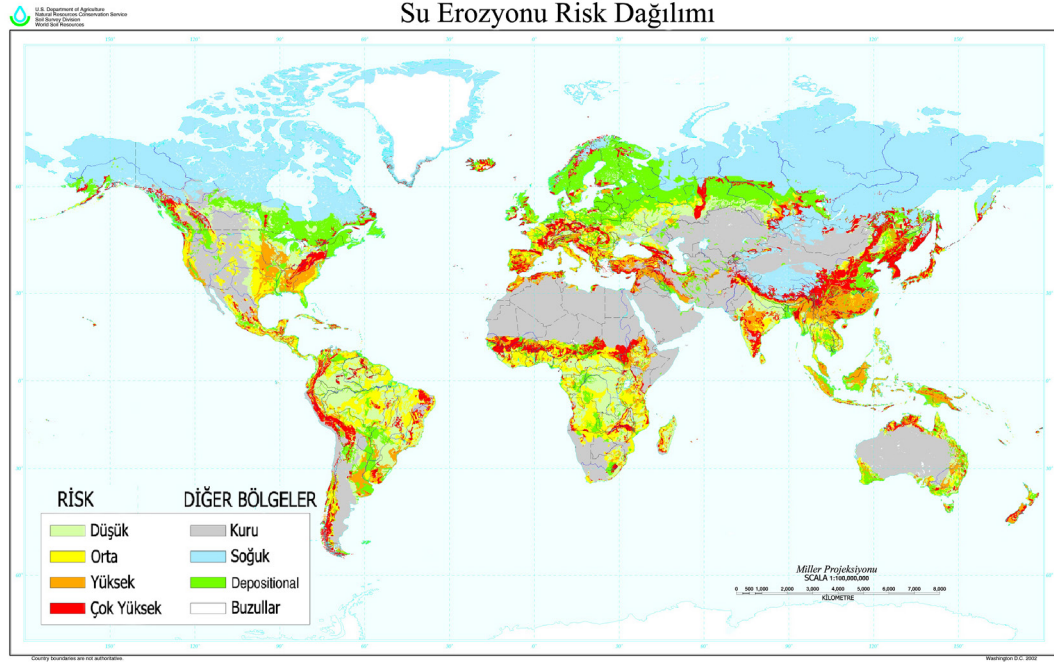 U.S. Department of Agriculture
Natural Resources Conservation Service
Soil Survey Division
World Soil Resources
Su Erozyonu Risk Dağılımı
RİSK
Düşük
Orta
Yüksek
Çok Yüksek
DİĞER BÖLGELER
Kuru
Soğuk
Depositional
Buzullar
Miller Projeksiyonu
SCALA 1:100,000,000
0 500 1,000 2,000 3,000 4,000 5,000 6,000 7,000 8,000
KİLOMETRE
Country boundaries are not authoritative.
Washington D.C. 2002